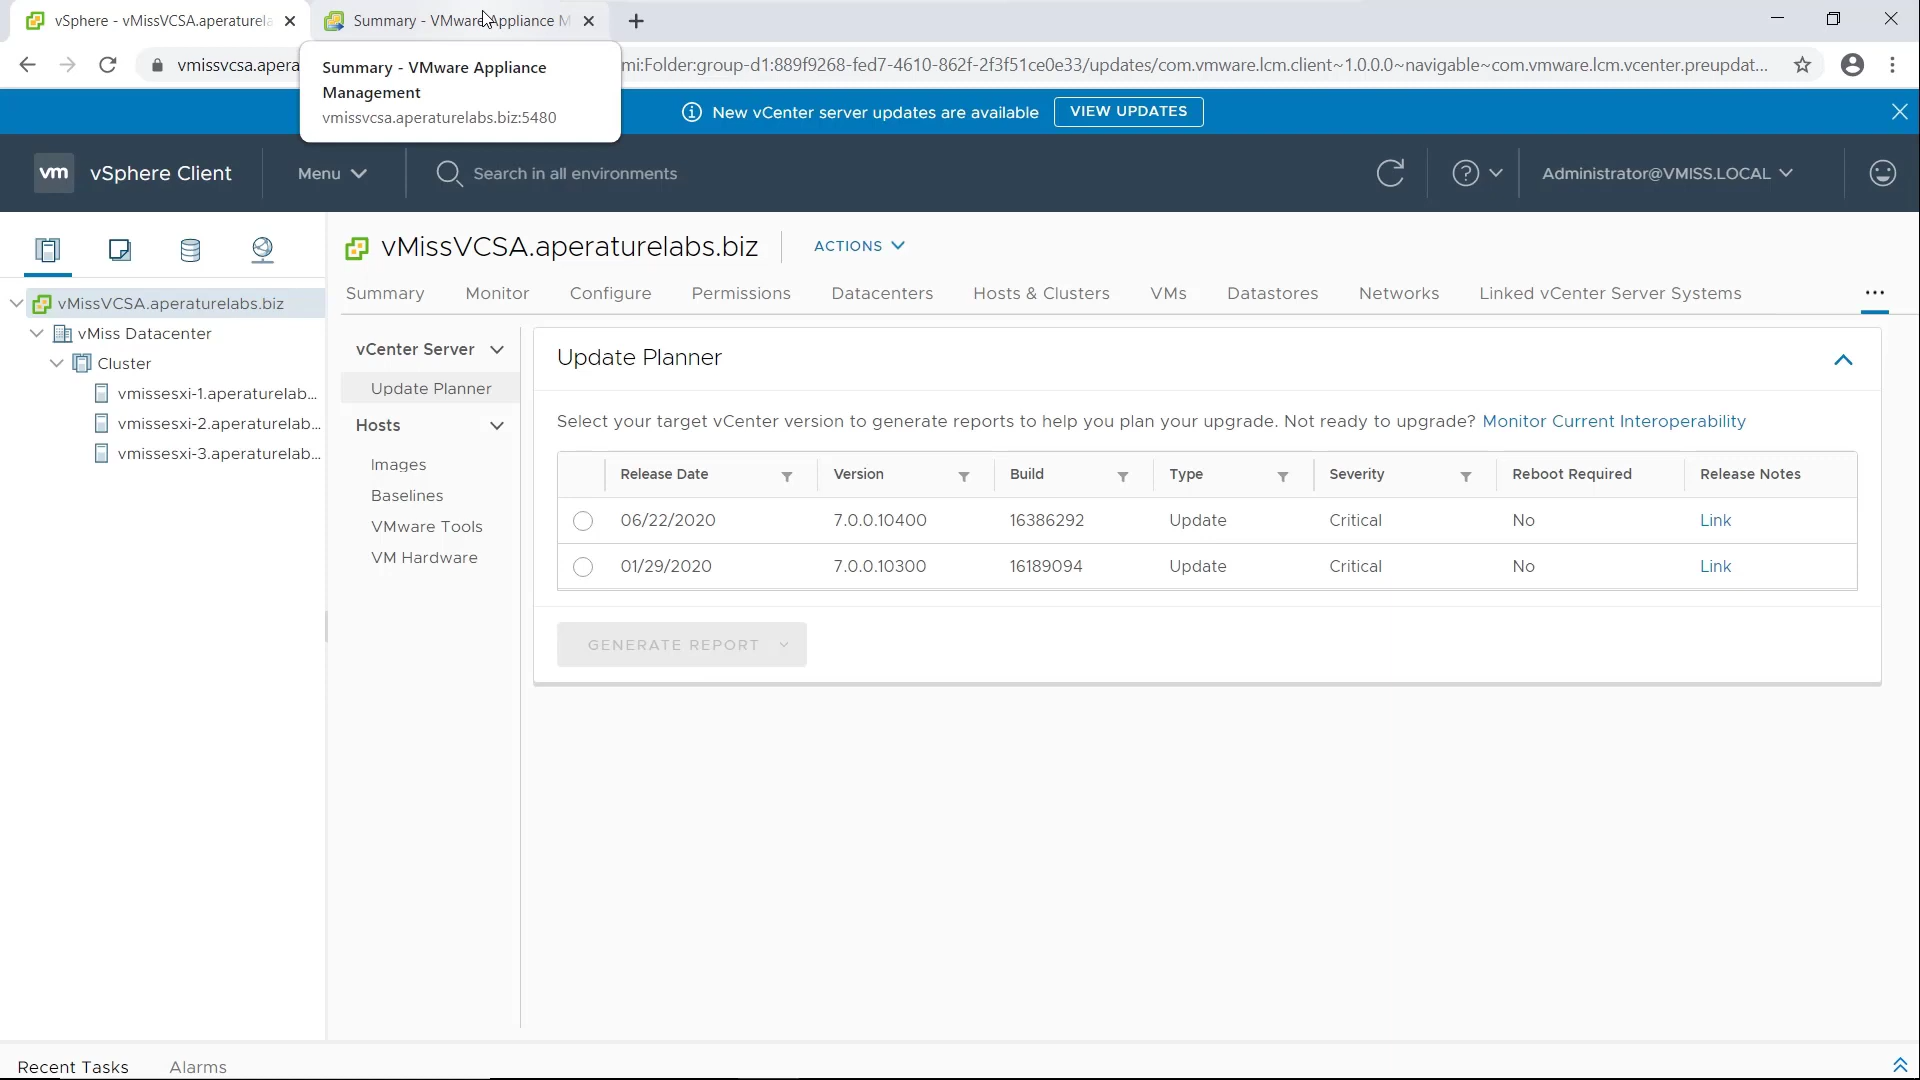 vSphere - vMissVCSA.aperaturela
Summary - VMware Appliance M
vmissvcsa.apera
mi:Folder:group-d1:889f9268-fed7-4610-862f-2f3f51ce0e33/updates/com.vmware.lcm.client~1.0.0.0~navigable~com.vmware.lcm.vcenter.preupdat...
Summary - VMware Appliance
Management
vmissvcsa.aperaturelabs.biz:5480
New vCenter server updates are available
VIEW UPDATES
vm
vSphere Client
Menu
Search in all environments
Administrator@VMISS.LOCAL
vMissVCSA.aperaturelabs.biz
ACTIONS
Summary
Monitor
Configure
Permissions
Datacenters
Hosts & Clusters
VMs
Datastores
Networks
Linked vCenter Server Systems
...
vMissVCSA.aperaturelabs.biz
vMiss Datacenter
Cluster
vmissesxi-1.aperaturelab...
vmissesxi-2.aperaturelab...
vmissesxi-3.aperaturelab...
vCenter Server
Update Planner
Hosts
Images
Baselines
VMware Tools
VM Hardware
Update Planner
Select your target vCenter version to generate reports to help you plan your upgrade. Not ready to upgrade? Monitor Current Interoperability
Release Date Version Build Type Severity Reboot Required Release Notes
06/22/2020 7.0.0.10400 16386292 Update Critical No Link
01/29/2020 7.0.0.10300 16189094 Update Critical No Link
GENERATE REPORT
Recent Tasks
Alarms